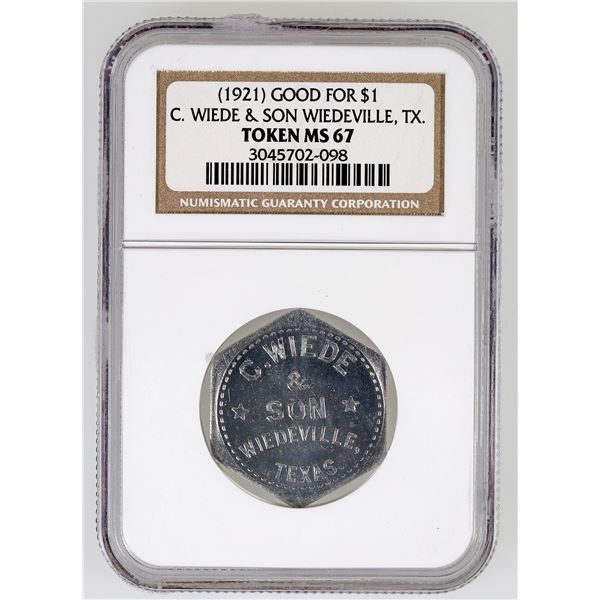 (1921) GOOD FOR $1
C. WIEDE & SON WIEDEVILLE, TX.
TOKEN MS 67
3045702-098
NUMISMATIC GUARANTY CORPORATION
C. WIEDE
&
SON
WIEDEVILLE,
TEXAS.